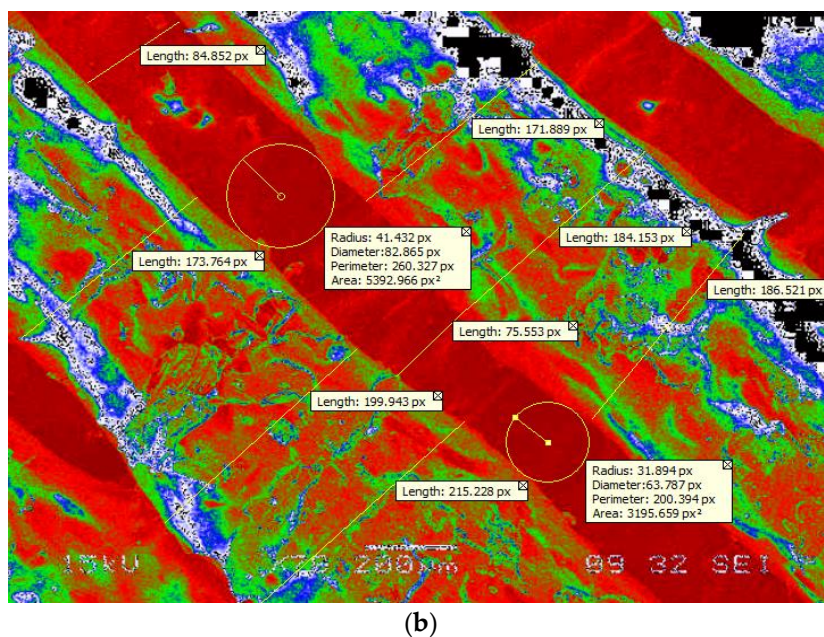 Length: 84.852 px
Length: 171.889 px
Length: 184.153 px
Radius: 41.432 px
Diameter:82.865 px
Perimeter: 260.327 px
Area: 5392.966 px²
Length: 173.764 px
Length: 186.521 px
Length: 75.553 px
Length: 199.943 px
Radius: 31.894 px
Diameter:63.787 px
Perimeter: 200.394 px
Area: 3195.659 px²
Length: 215.228 px
15kU 200μm 09 32 SEI
(b)